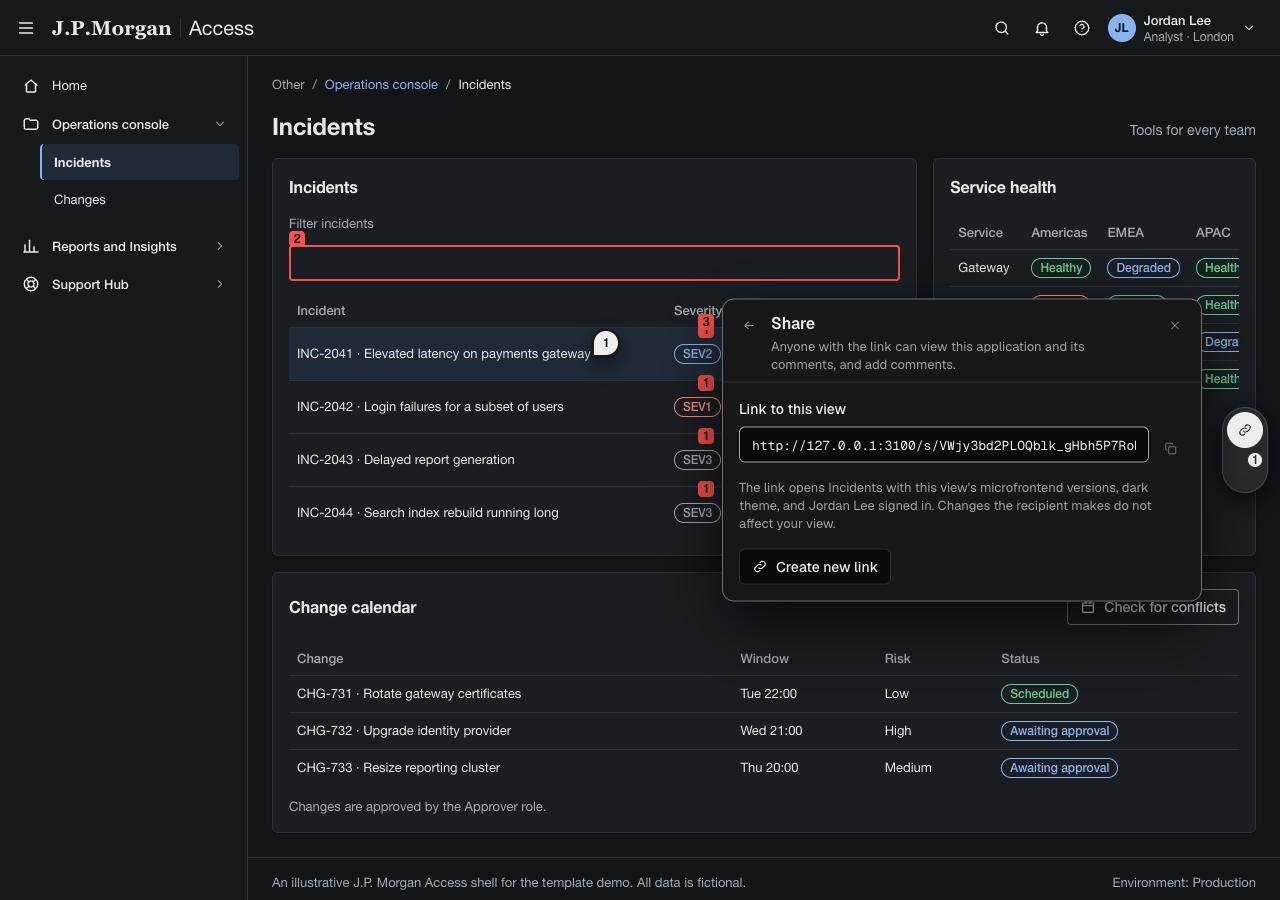 J.P.Morgan Access
JL
Jordan Lee
Analyst · London
Home
Operations console
Incidents
Changes
Reports and Insights
Support Hub
Other / Operations console / Incidents
Incidents
Tools for every team
Incidents
Filter incidents
2
Incident
Severity
3
INC-2041 · Elevated latency on payments gateway
1
SEV2
1
INC-2042 · Login failures for a subset of users
SEV1
1
INC-2043 · Delayed report generation
SEV3
1
INC-2044 · Search index rebuild running long
SEV3
Service health
Service Americas EMEA APAC
Gateway Healthy Degraded
Share
Anyone with the link can view this application and its
comments, and add comments.
Link to this view
http://127.0.0.1:3100/s/VWjy3bd2PLOQblk_gHbh5P7Rol
The link opens Incidents with this view's microfrontend versions, dark
theme, and Jordan Lee signed in. Changes the recipient makes do not
affect your view.
Create new link
1
Change calendar
Check for conflicts
Change Window Risk Status
CHG-731 · Rotate gateway certificates Tue 22:00 Low Scheduled
CHG-732 · Upgrade identity provider Wed 21:00 High Awaiting approval
CHG-733 · Resize reporting cluster Thu 20:00 Medium Awaiting approval
Changes are approved by the Approver role.
An illustrative J.P. Morgan Access shell for the template demo. All data is fictional.
Environment: Production